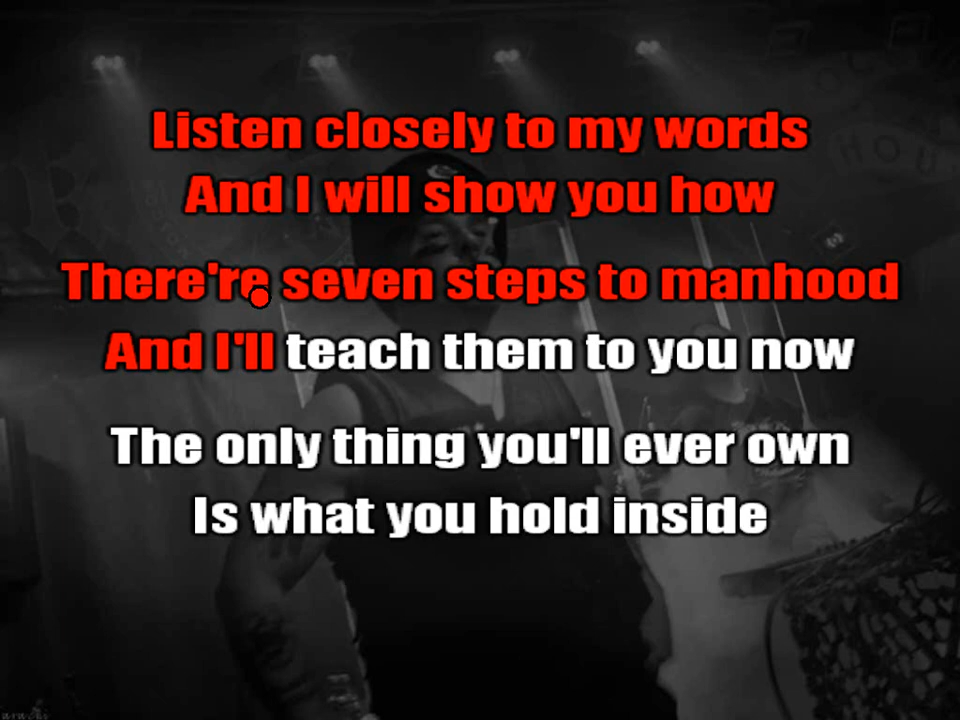 Listen closely to my words
And I will show you how
There're seven steps to manhood
And I'll teach them to you now
The only thing you'll ever own
Is what you hold inside